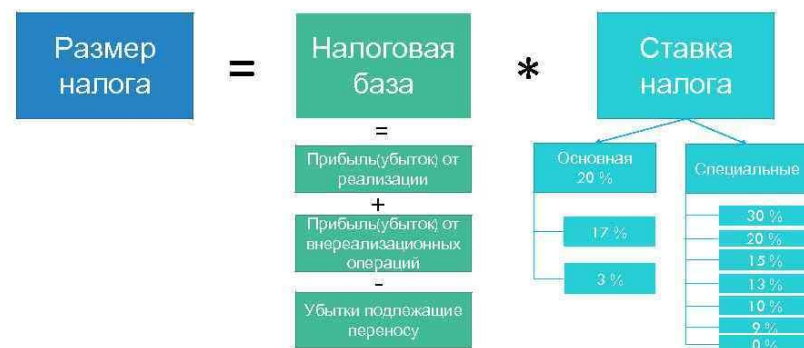 Размер
налога
=
Налоговая
база
*
Ставка
налога
=
Прибыль(убыток) от
реализации
+
Прибыль(убыток) от
внереализационных
операций
-
Убытки подлежащие
переносу
Основная
20 %
17 %
3 %
Специальные
30 %
20 %
15 %
13 %
10 %
9 %
0 %